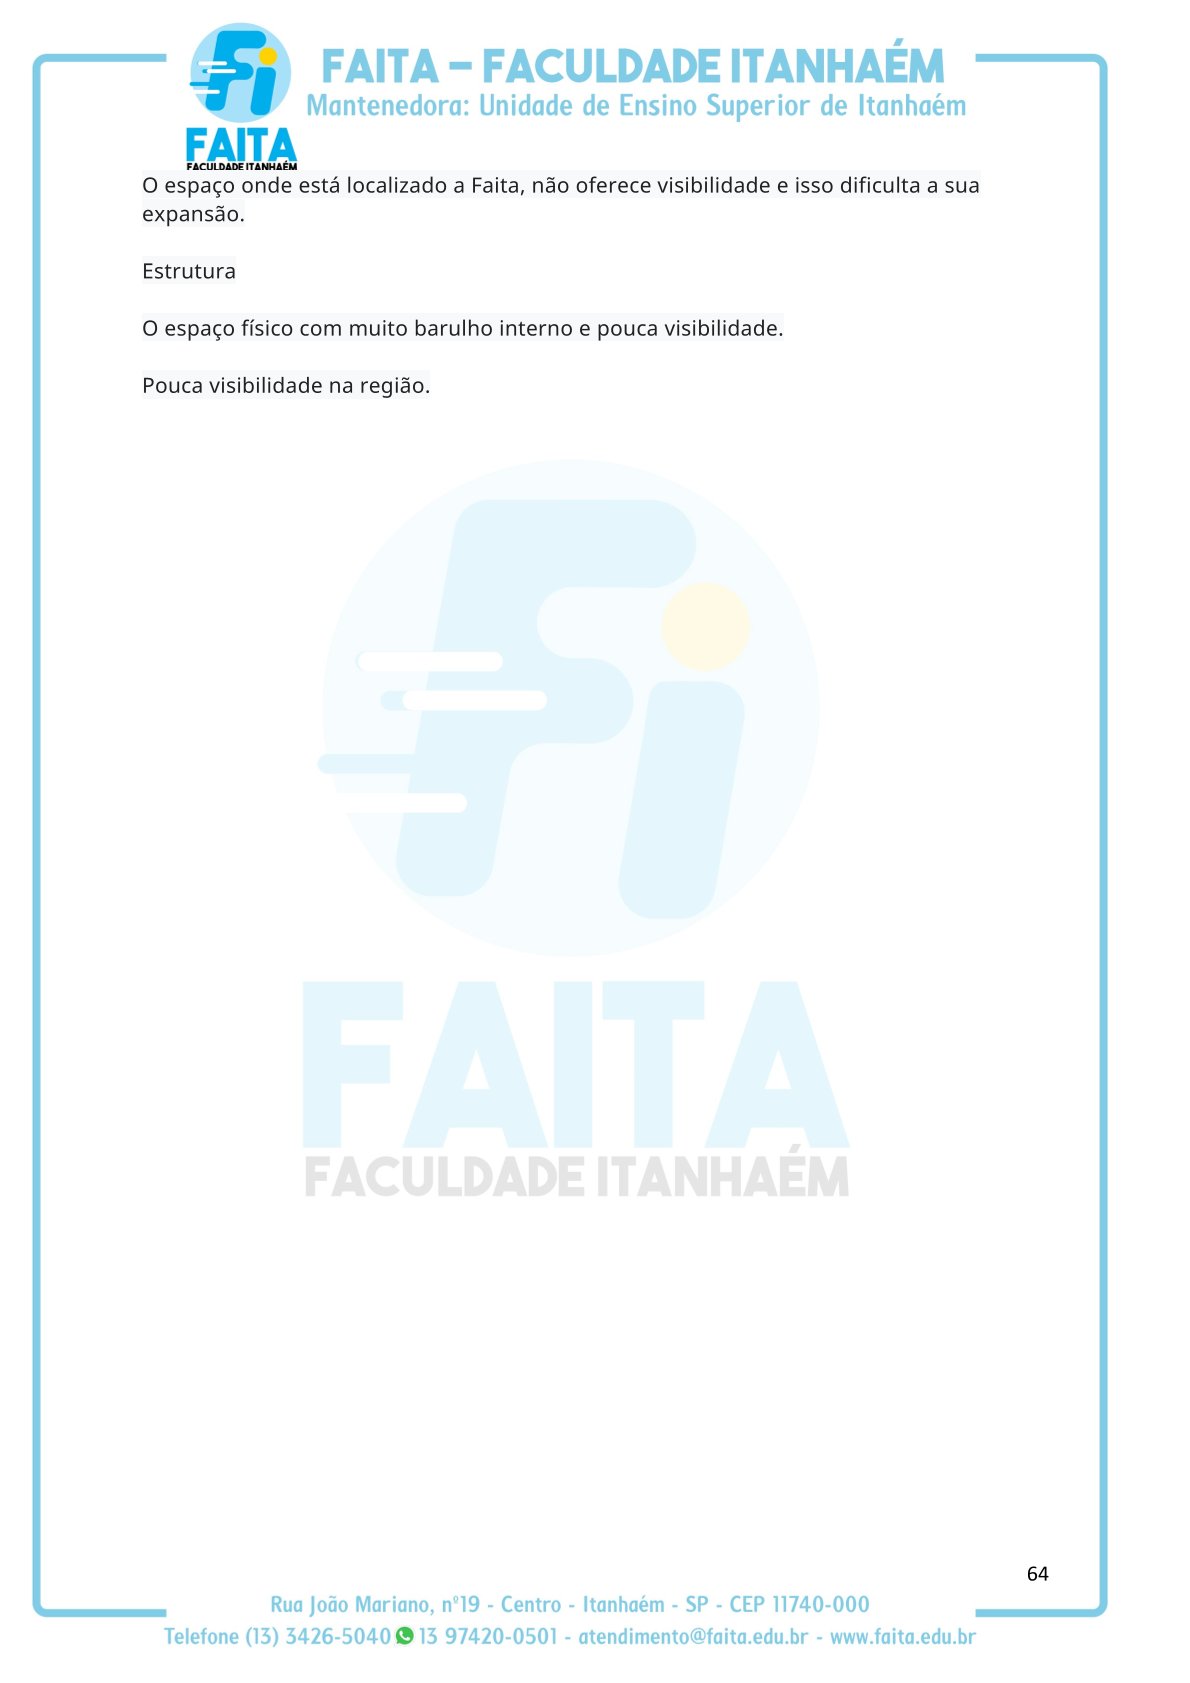 FAITA – FACULDADE ITANHAÉM
Mantenedora: Unidade de Ensino Superior de Itanhaém
FAITA
FACULDADE ITANHAÉM
O espaço onde está localizado a Faita, não oferece visibilidade e isso dificulta a sua
expansão.
Estrutura
O espaço físico com muito barulho interno e pouca visibilidade.
Pouca visibilidade na região.
FAITA
FACULDADE ITANHAÉM
64
Rua João Mariano, nº19 - Centro - Itanhaém - SP - CEP 11740-000
Telefone (13) 3426-5040 13 97420-0501 - atendimento@faita.edu.br - www.faita.edu.br